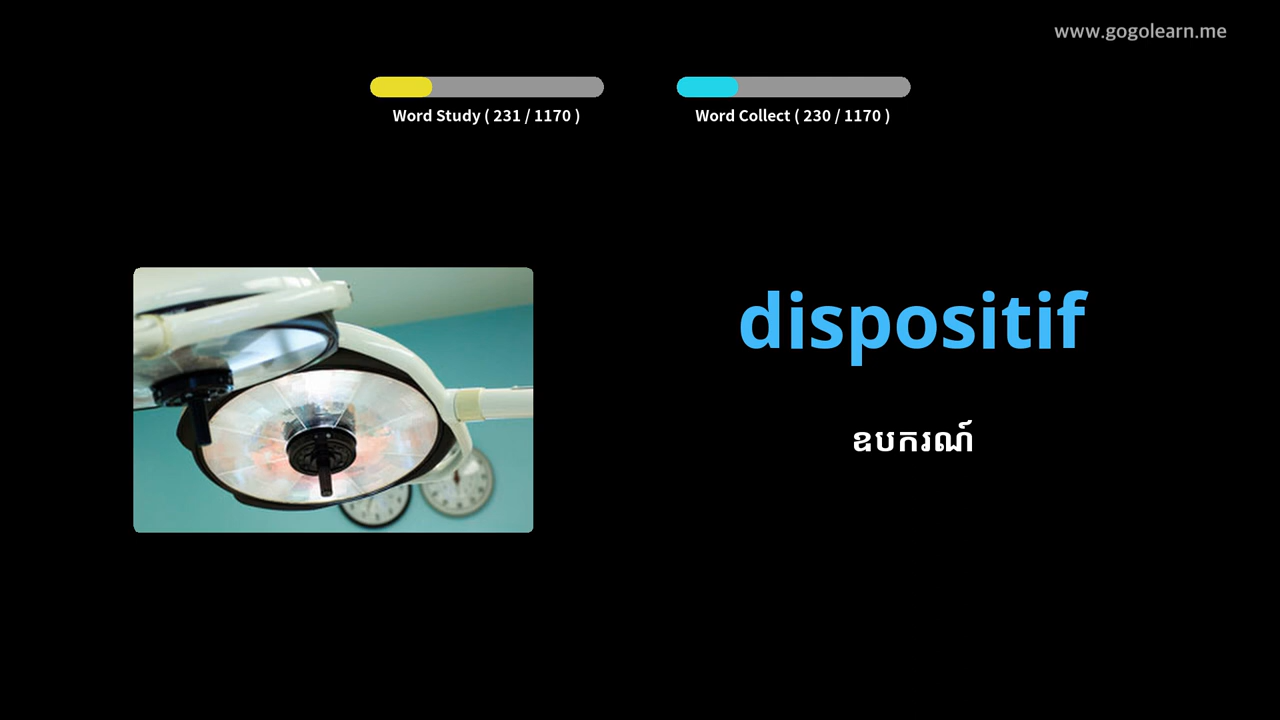 www.gogolearn.me
Word Study ( 231 / 1170 )
Word Collect ( 230 / 1170 )
dispositif
ឧបករណ៍